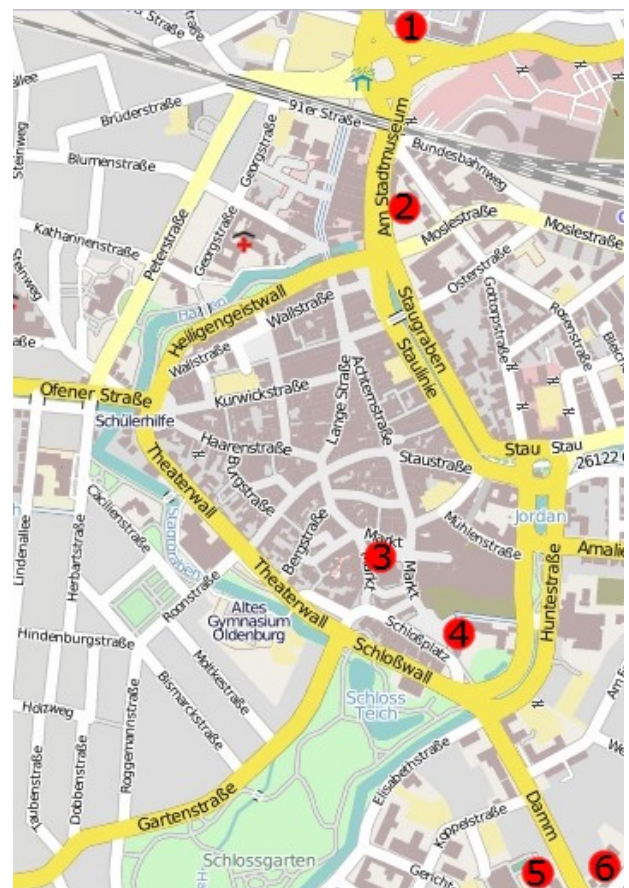 1
91er Straße
Brüderstraße
Steinweg
Blumenstraße
Georgstraße
Bundesbahnweg
Am Stadtmuseum
2
Peterstraße
Georgstraße
Moslestraße
Moslestraße
Katharinenstraße
Steinweg
Heiligengeistwall
Wallstraße
Osterstraße
Gottorpstraße
Rosenstraße
Staugraben
Staulinie
Wallstraße
Kurwickstraße
Lange Straße
Achternstraße
Ofener Straße
Schülerhilfe
Haarenstraße
Burgstraße
Staustraße
Stau
Stau
26122
Theaterwall
Cäcilienstraße
Stadtgraben
Mühlenstraße
Jordan
Lindenallee
Herbartstraße
Bergstraße
Markt
3
Markt
Markt
Huntestraße
Roonstraße
Theaterwall
Altes
Gymnasium
Oldenburg
Schloßplatz
4
Hindenburgstraße
Moltkestraße
Schloßwall
Bismarckstraße
Schloss
Teich
Holzweg
Roggemannstraße
Dobbenstraße
Taubenstraße
Elisabethstraße
Gartenstraße
Koppelstraße
Damm
Schlossgarten
5
6